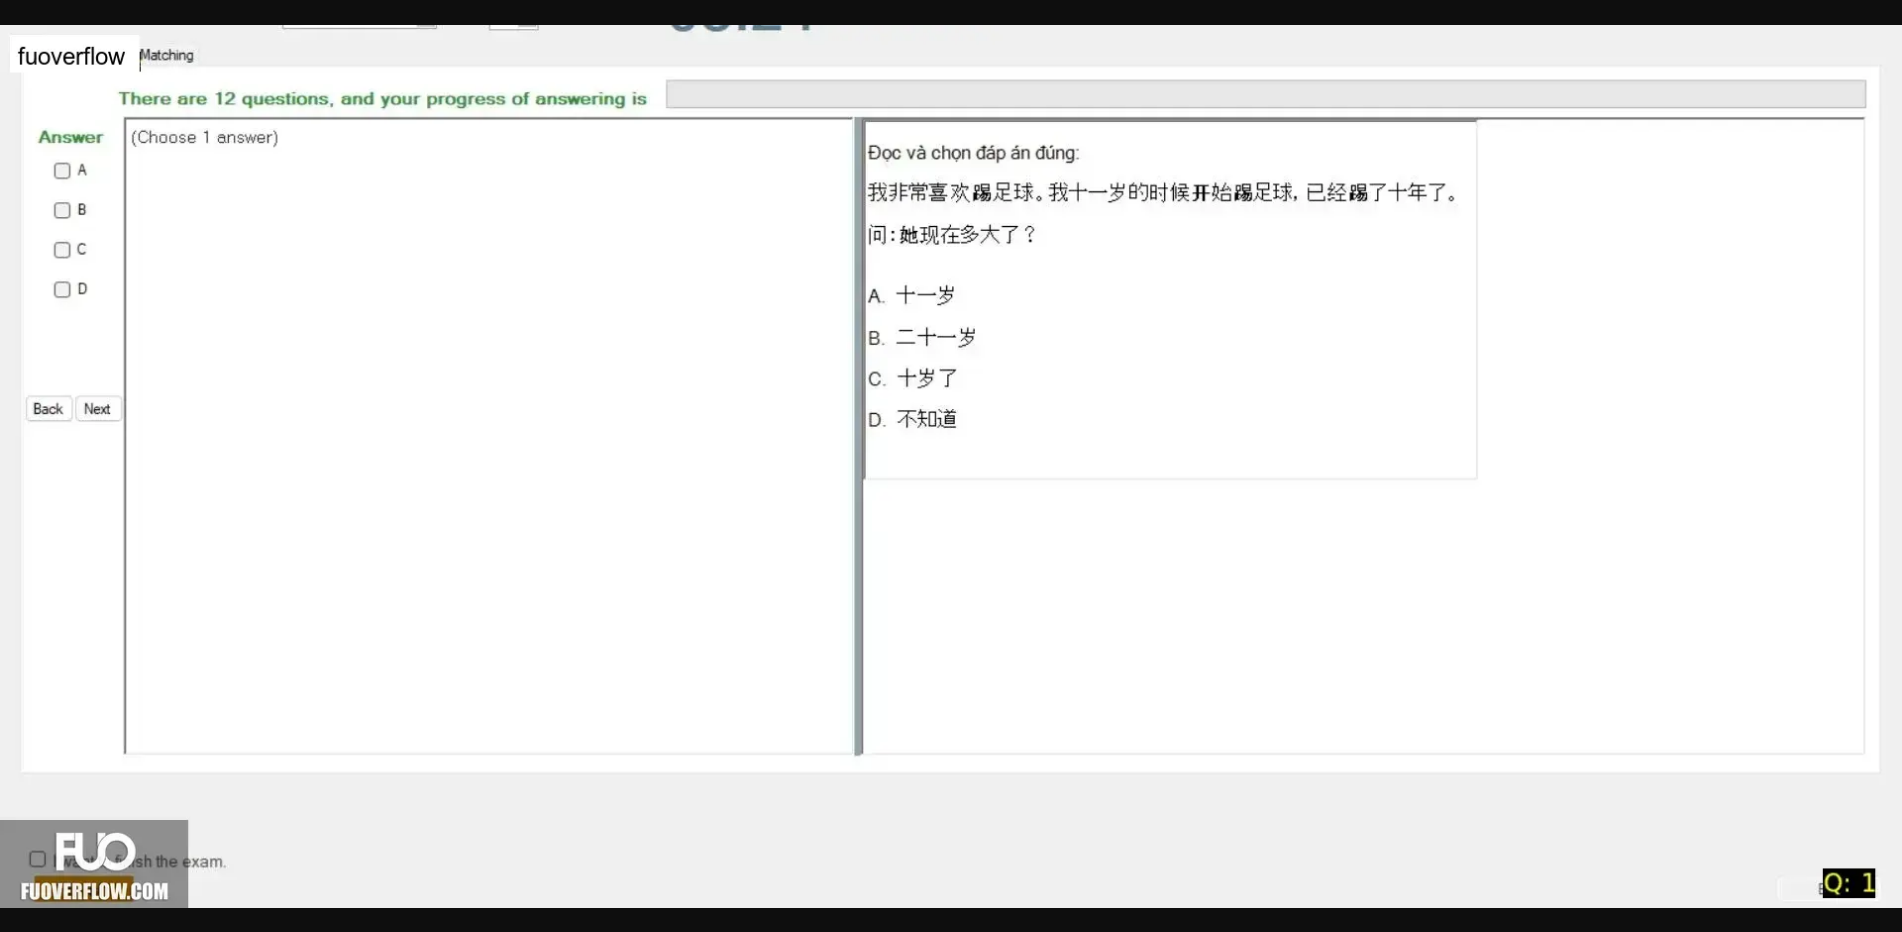 fuoverflow
Matching
There are 12 questions, and your progress of answering is
Answer
(Choose 1 answer)
A
B
C
D
Back
Next
Đọc và chọn đáp án đúng:
我非常喜欢踢足球。我十一岁的时候开始踢足球, 已经踢了十年了。
问:她现在多大了?
A. 十一岁
B. 二十一岁
C. 十岁了
D. 不知道
FUO
the exam.
FUOVERFLOW.COM
Q: 1